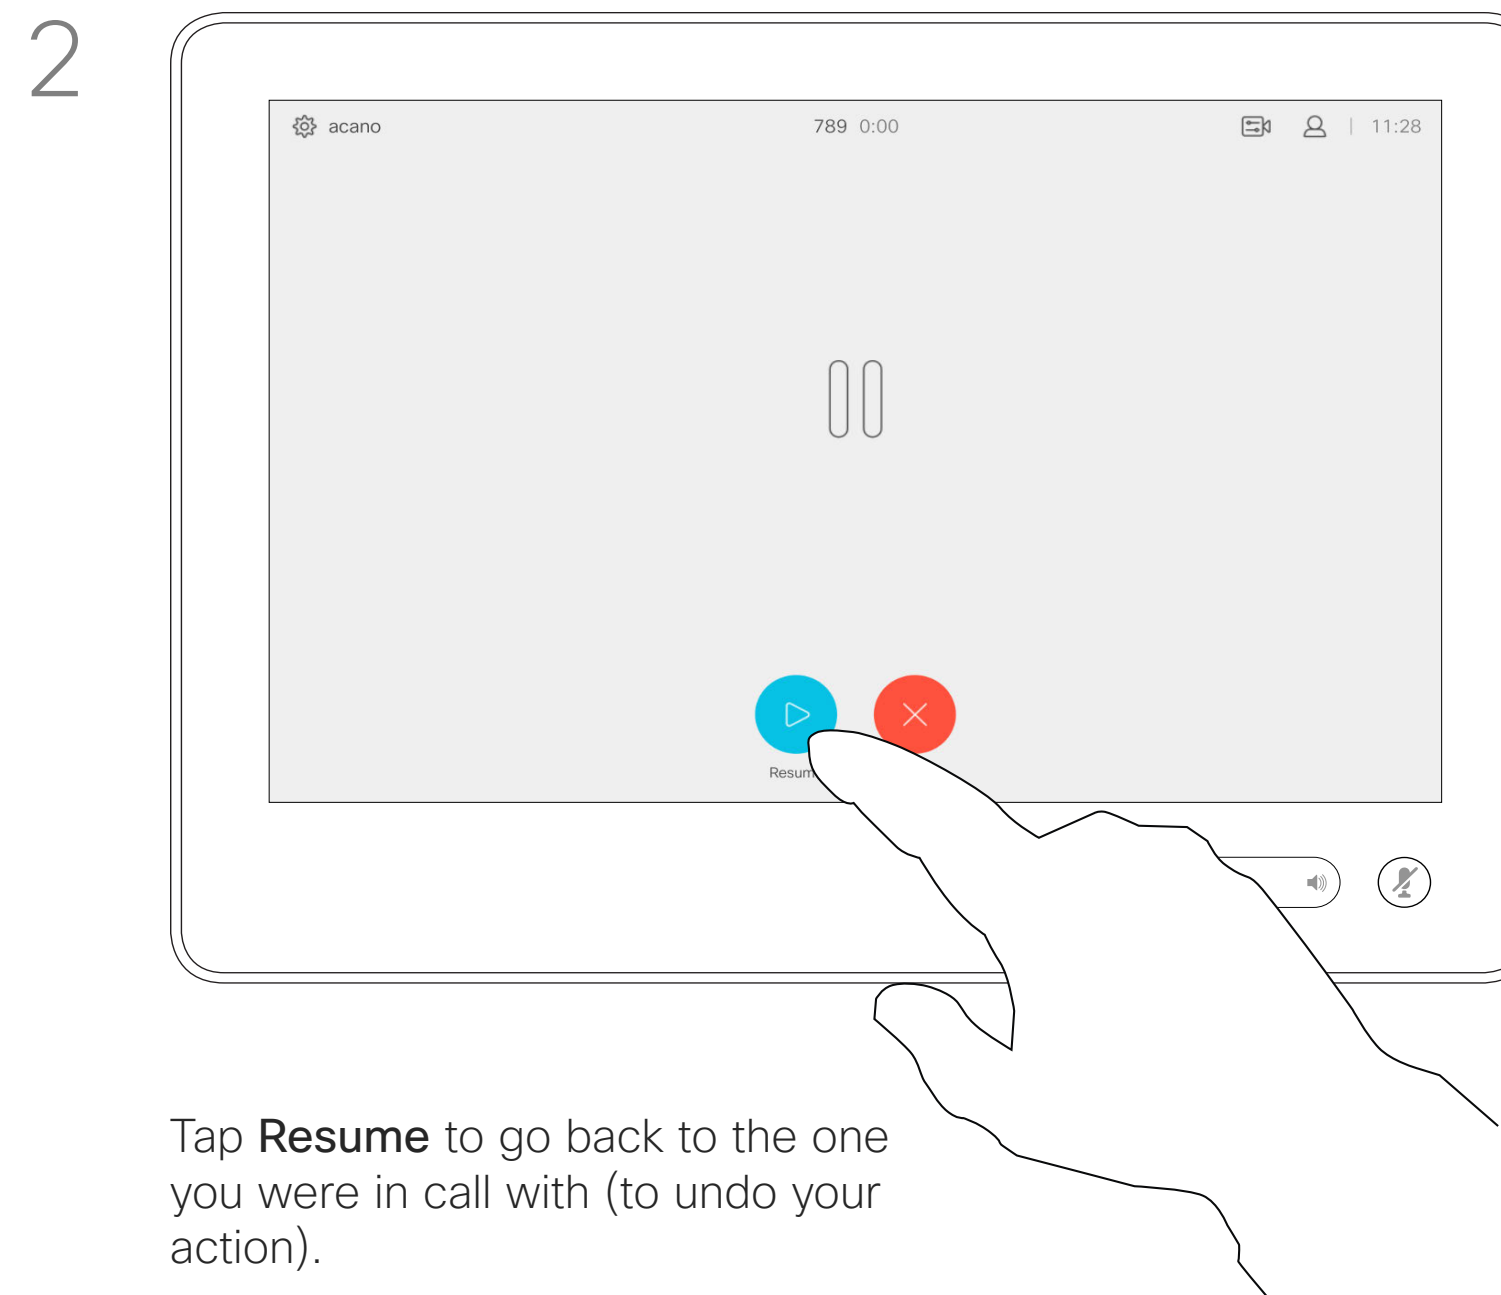 2
acano 789 0:00 11:28
Resum
Tap Resume to go back to the one
you were in call with (to undo your
action).